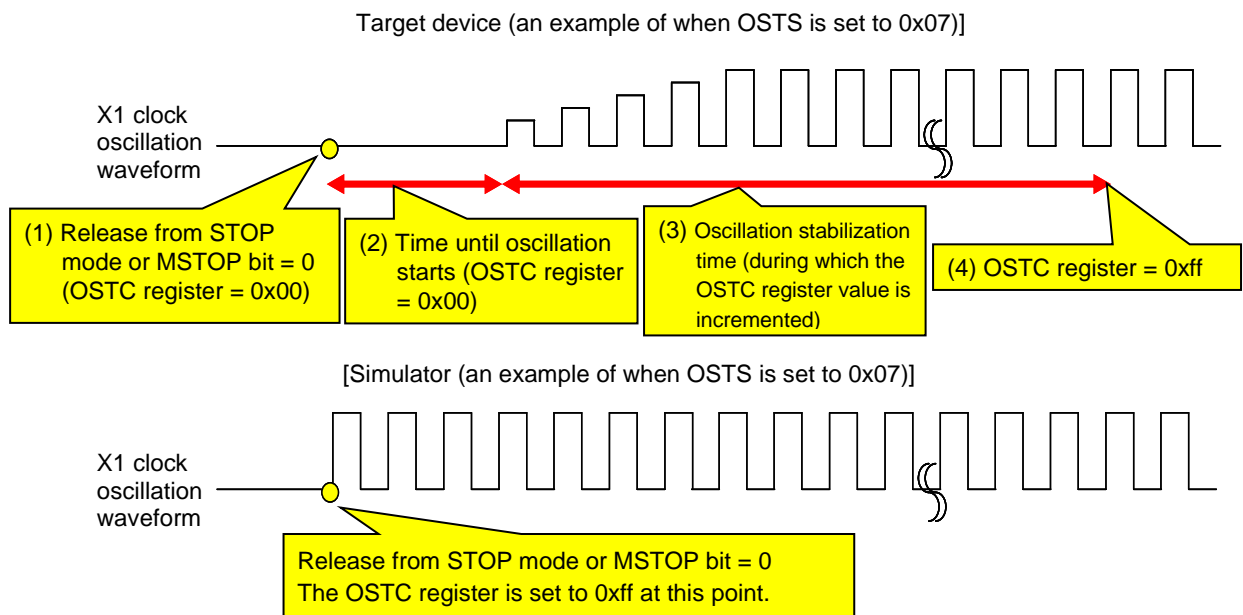 Target device (an example of when OSTS is set to 0x07)]
X1 clock
oscillation
waveform
(1) Release from STOP
mode or MSTOP bit = 0
(OSTC register = 0x00)
(2) Time until oscillation
starts (OSTC register
= 0x00)
(3) Oscillation stabilization
time (during which the
OSTC register value is
incremented)
(4) OSTC register = 0xff
[Simulator (an example of when OSTS is set to 0x07)]
X1 clock
oscillation
waveform
Release from STOP mode or MSTOP bit = 0
The OSTC register is set to 0xff at this point.